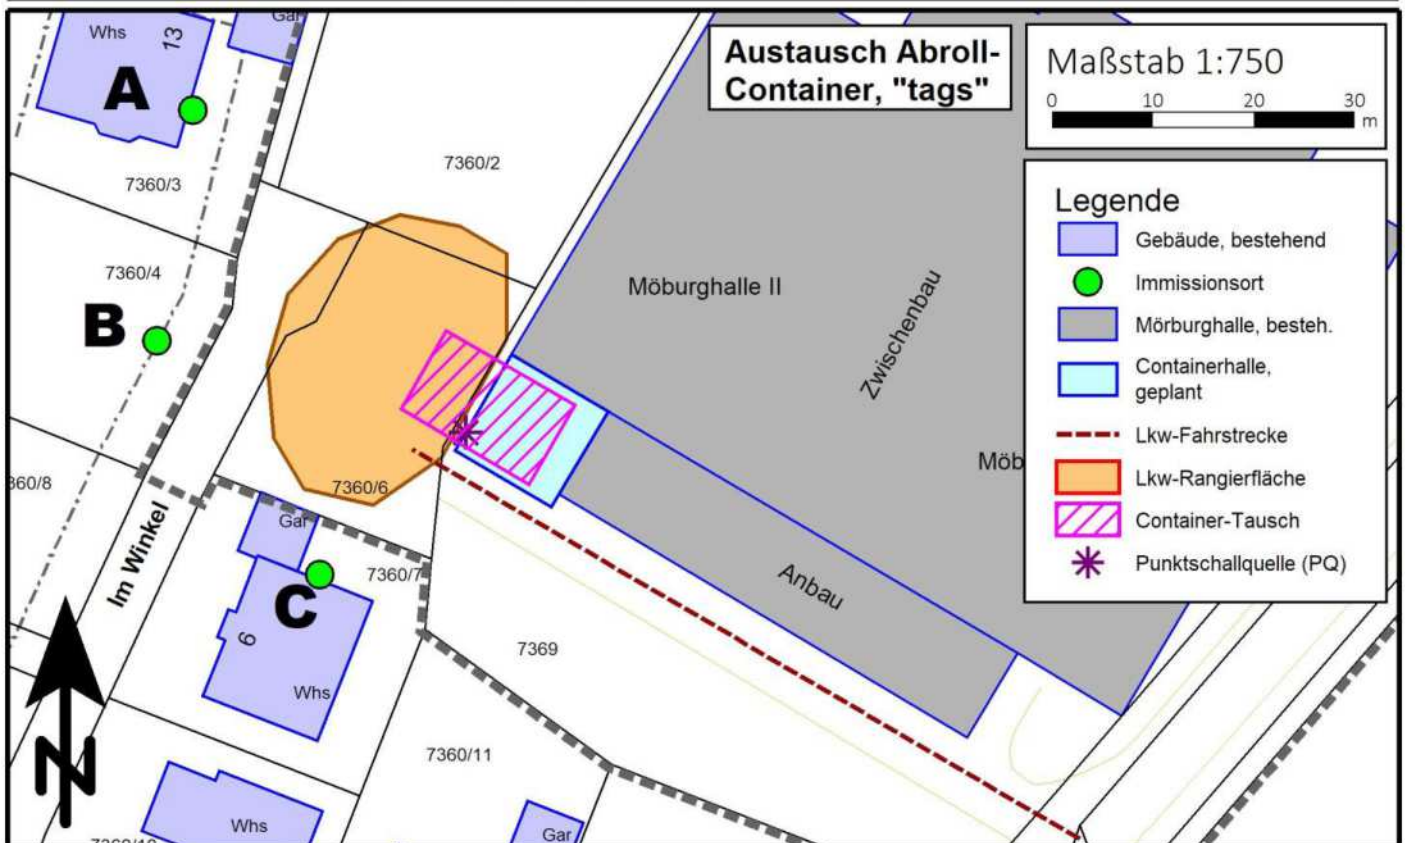 Whs
13
Gar
A
Austausch Abroll-
Container, "tags"
Maßstab 1:750
0 10 20 30
m
7360/2
7360/3
Legende
Gebäude, bestehend
Immissionsort
Mörburghalle, besteh.
Containerhalle,
geplant
Lkw-Fahrstrecke
Lkw-Rangierfläche
Container-Tausch
Punktschallquelle (PQ)
7360/4
B
Möburghalle II
Zwischenbau
Möb
360/8
7360/6
Im Winkel
Gar
7360/7
C
6
Whs
Anbau
7369
N
7360/11
Whs
Gar